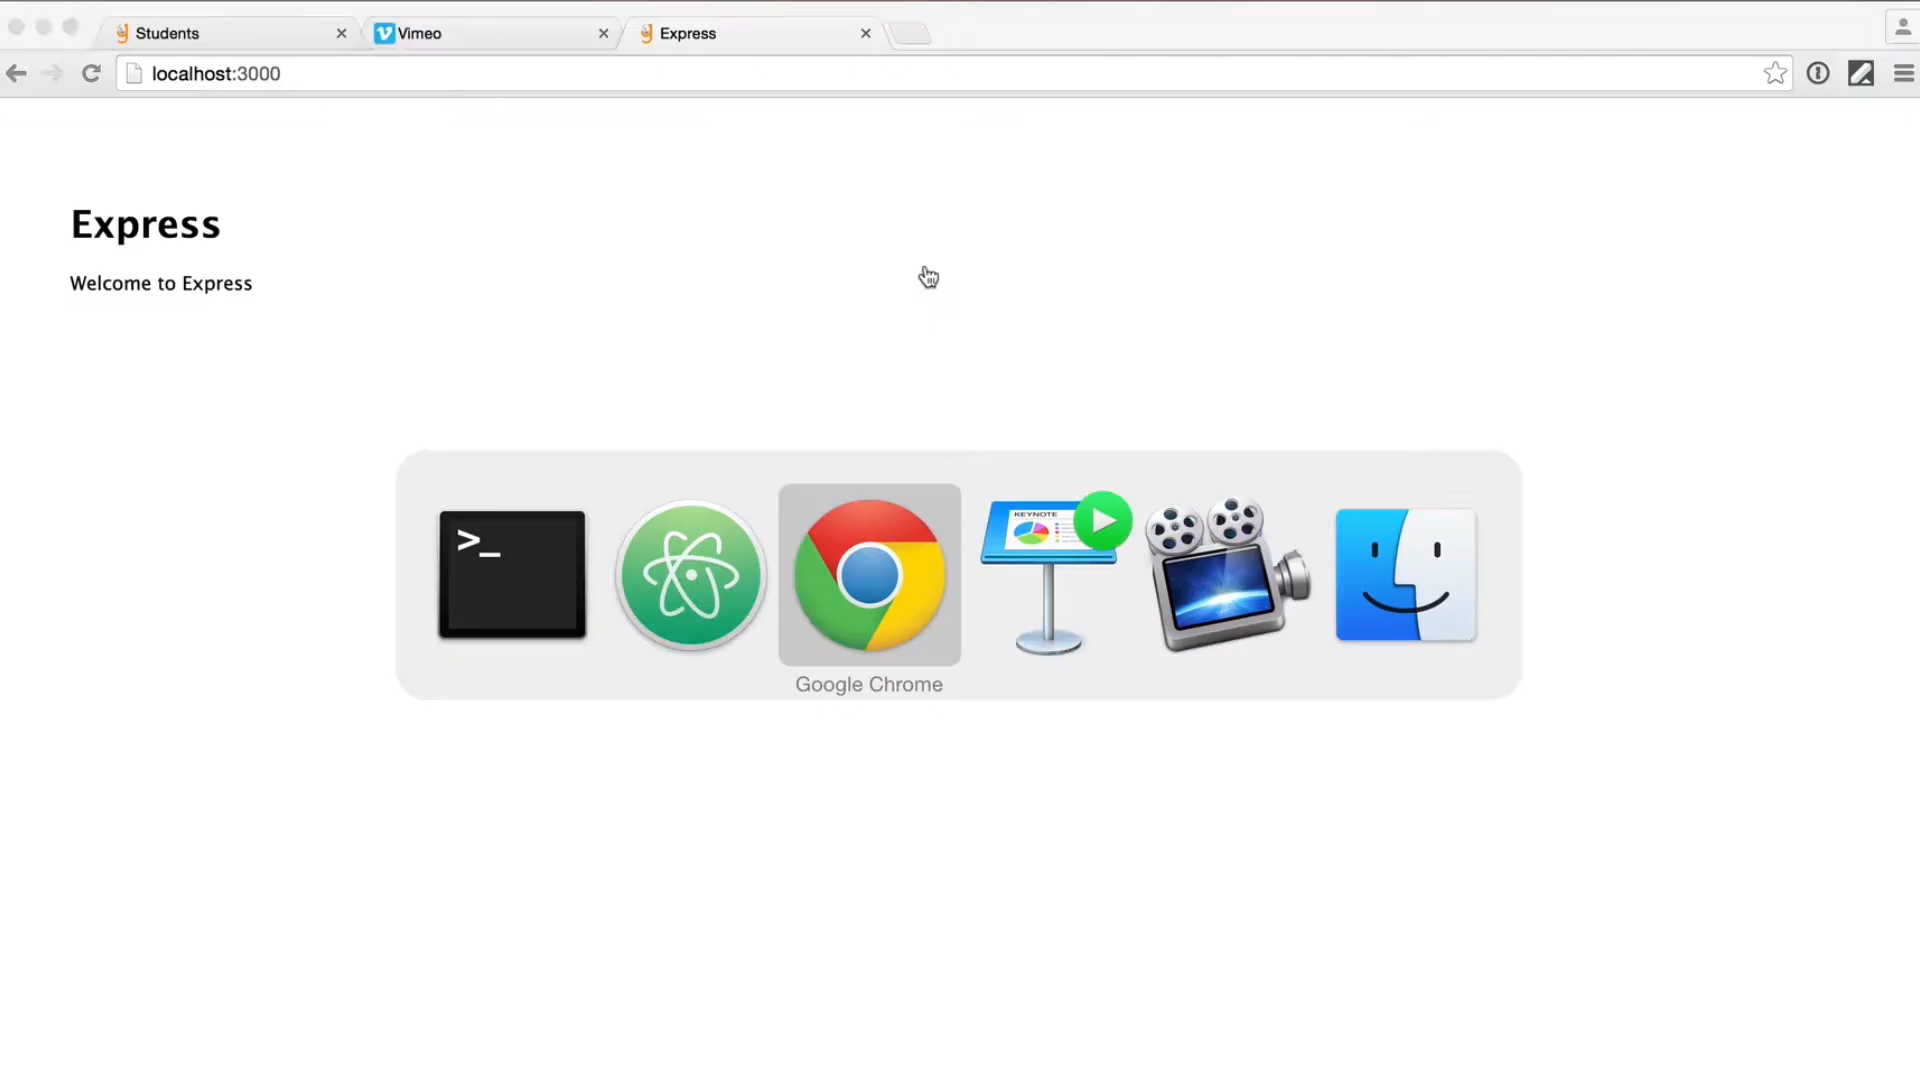 Students
Vimeo
Express
localhost:3000
Express
Welcome to Express
>_
KEYNOTE
Google Chrome